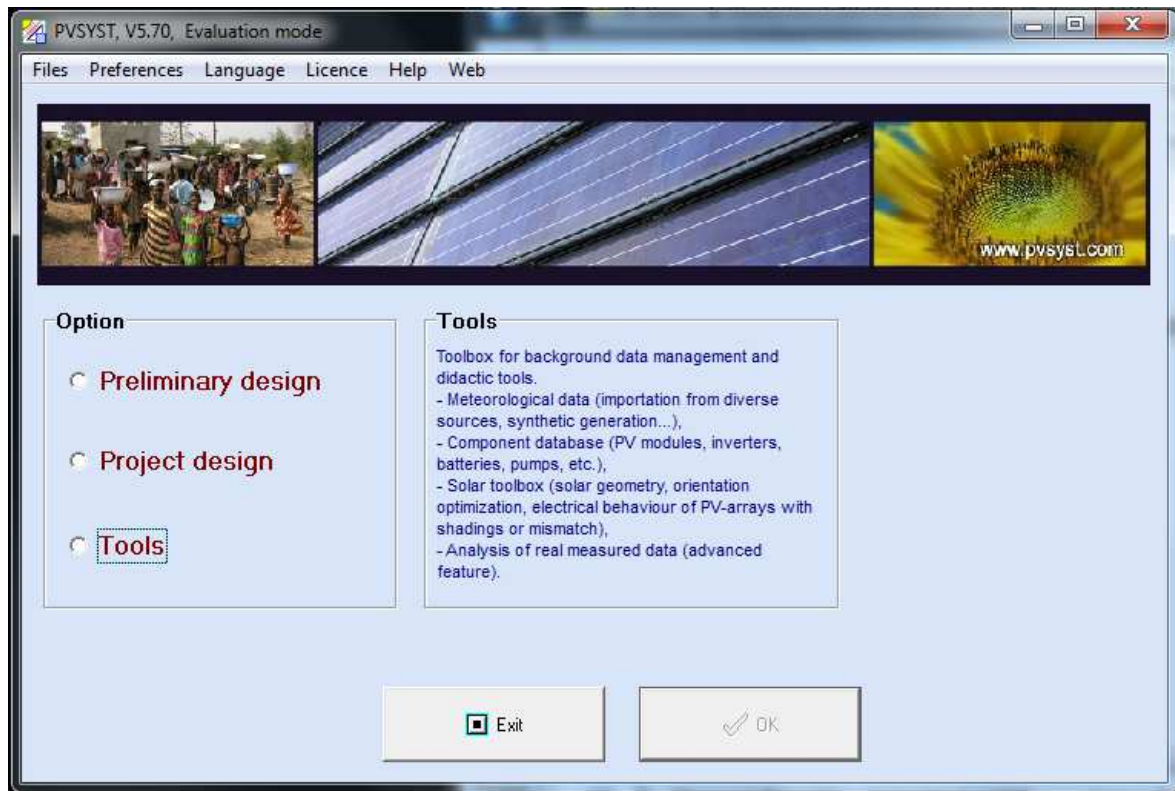 PVSYST, V5.70, Evaluation mode
Files Preferences Language Licence Help Web
www.pvsyst.com
Option
Preliminary design
Project design
Tools
Tools
Toolbox for background data management and
didactic tools.
- Meteorological data (importation from diverse
sources, synthetic generation...),
- Component database (PV modules, inverters,
batteries, pumps, etc.),
- Solar toolbox (solar geometry, orientation
optimization, electrical behaviour of PV-arrays with
shadings or mismatch),
- Analysis of real measured data (advanced
feature).
Exit
OK